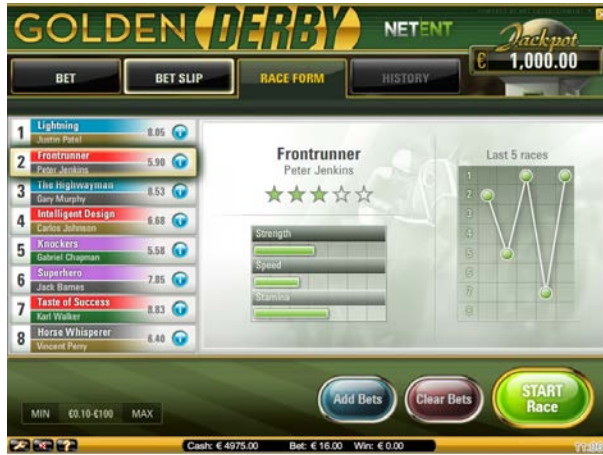 GOLDEN DERBY
NETENT
Jackpot
€ 1,000.00
BET
BET SLIP
RACE FORM
HISTORY
1 Lightning 8.05
Justin Patel
2 Frontrunner 5.90
Peter Jenkins
3 The Highwayman 8.53
Gary Murphy
4 Intelligent Design 6.68
Carlos Johnson
5 Knockers 5.58
Gabriel Chapman
6 Superhero 7.85
Jack Barnes
7 Taste of Success 8.83
Karl Walker
8 Horse Whisperer 6.40
Vincent Perry
Frontrunner
Peter Jenkins
Strength
Speed
Stamina
Last 5 races
1
2
3
4
5
6
7
8
MIN €0.10-€100 MAX
Add Bets
Clear Bets
START
Race
Cash: € 4975.00 Bet: € 16.00 Win: € 0.00